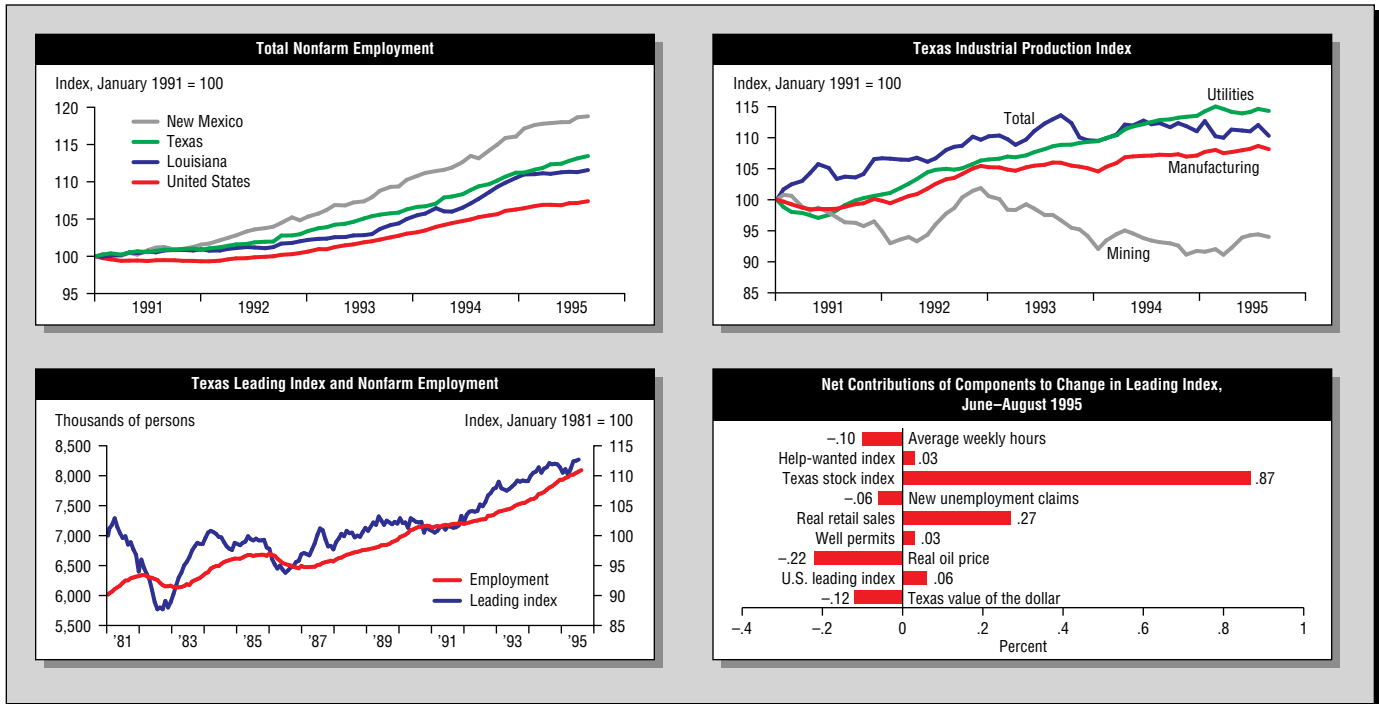 Total Nonfarm Employment
Index, January 1991 = 100
120
115
110
105
100
95
New Mexico
Texas
Louisiana
United States
1991 1992 1993 1994 1995
Texas Industrial Production Index
Index, January 1991 = 100
115
110
105
100
95
90
85
Utilities
Total
Manufacturing
Mining
1991 1992 1993 1994 1995
Texas Leading Index and Nonfarm Employment
Thousands of persons Index, January 1981 = 100
8,500 115
8,000 110
7,500 105
7,000 100
6,500 95
6,000 90
5,500 85
Employment
Leading index
’81 ’83 ’85 ’87 ’89 ’91 ’93 ’95
Net Contributions of Components to Change in Leading Index,
June–August 1995
–.10 Average weekly hours
Help-wanted index .03
Texas stock index .87
–.06 New unemployment claims
Real retail sales .27
Well permits .03
–.22 Real oil price
U.S. leading index .06
–.12 Texas value of the dollar
–.4 –.2 0 .2 .4 .6 .8 1
Percent